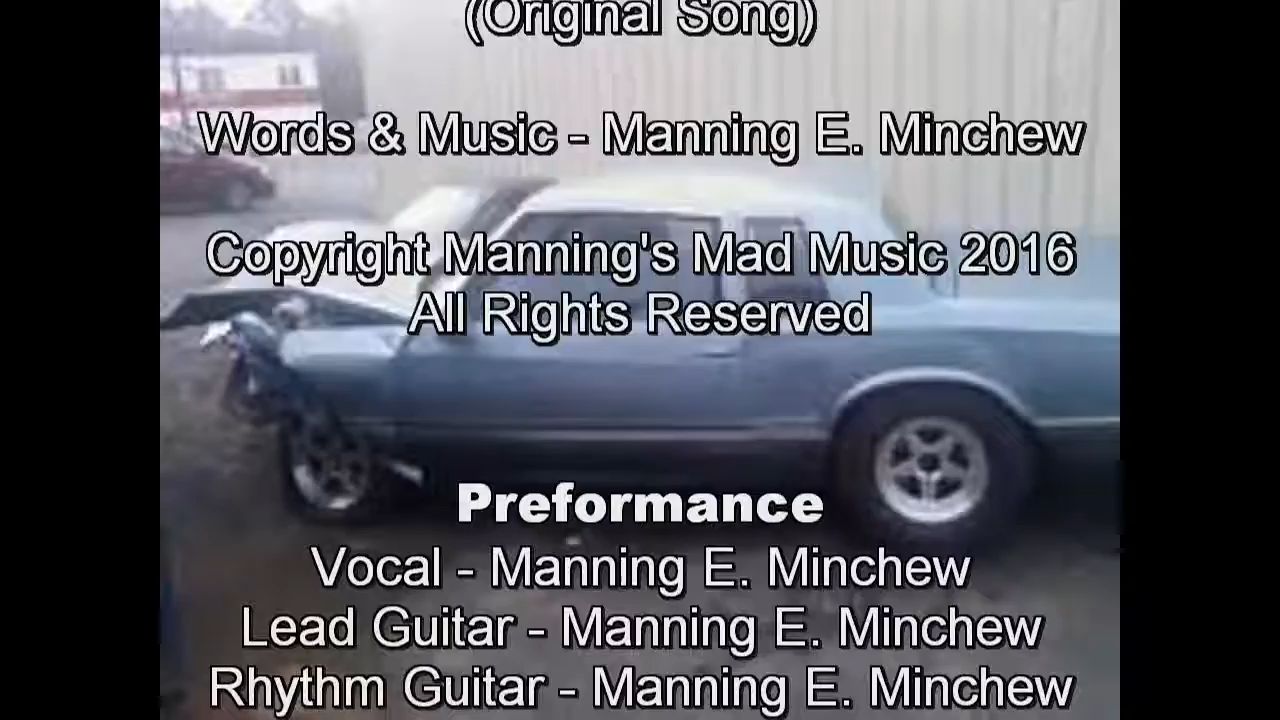 (Original Song)
Words & Music - Manning E. Minchew
Copyright Manning's Mad Music 2016
All Rights Reserved
Preformance
Vocal - Manning E. Minchew
Lead Guitar - Manning E. Minchew
Rhythm Guitar - Manning E. Minchew